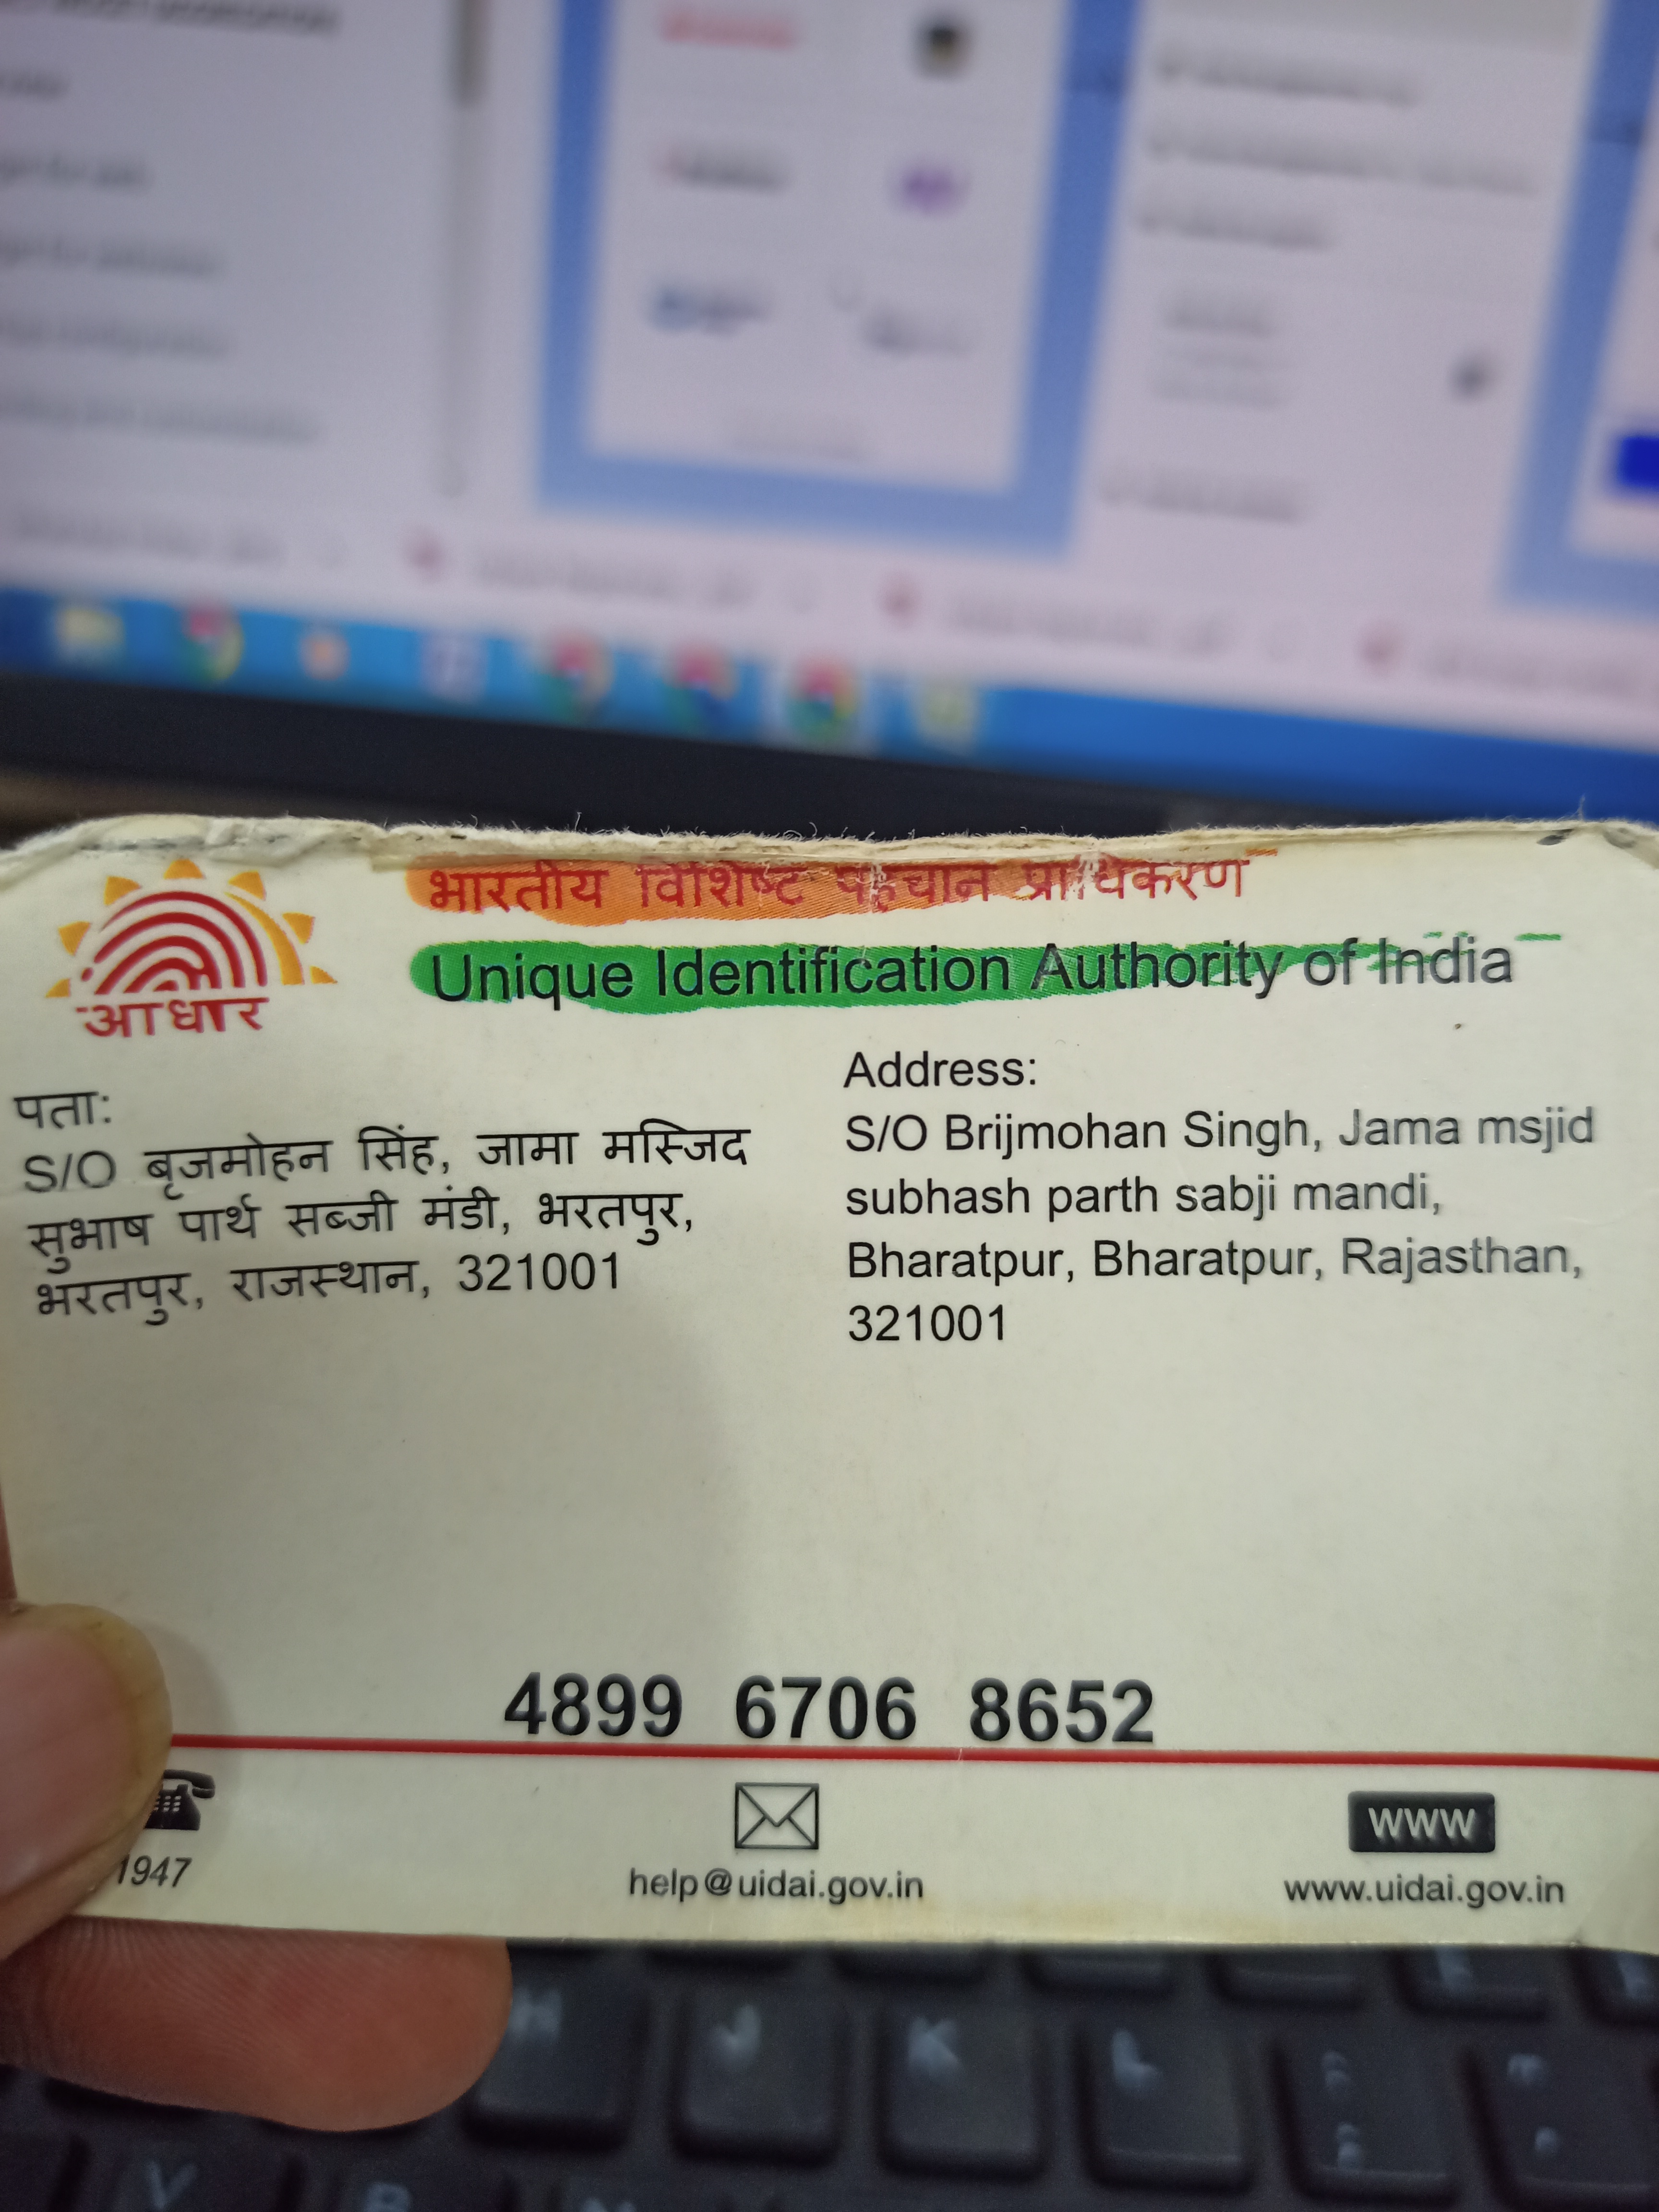 आधार
भारतीय विशिष्ट पहचान प्राधिकरण
Unique Identification Authority of India
पता:
S/O बृजमोहन सिंह, जामा मस्जिद
सुभाष पार्थ सब्जी मंडी, भरतपुर,
भरतपुर, राजस्थान, 321001
Address:
S/O Brijmohan Singh, Jama msjid
subhash parth sabji mandi,
Bharatpur, Bharatpur, Rajasthan,
321001
4899 6706 8652
1947
help@uidai.gov.in
www
www.uidai.gov.in
H J K L
V B N